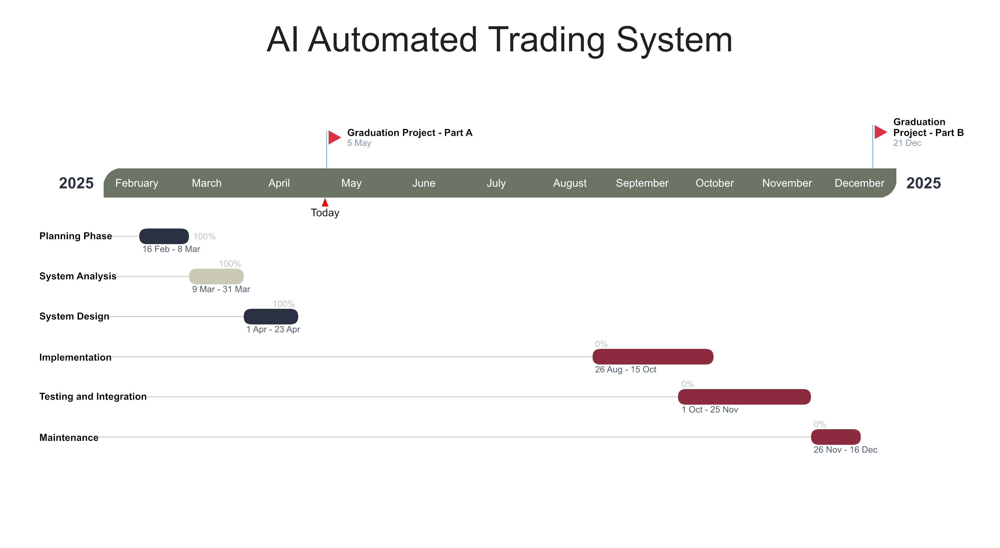 AI Automated Trading System
Graduation
Project - Part B
21 Dec
Graduation Project - Part A
5 May
2025 February March April May June July August September October November December 2025
Today
Planning Phase 100%
16 Feb - 8 Mar
100%
System Analysis
9 Mar - 31 Mar
100%
System Design
1 Apr - 23 Apr
0%
Implementation
26 Aug - 15 Oct
0%
Testing and Integration
1 Oct - 25 Nov
0%
Maintenance
26 Nov - 16 Dec